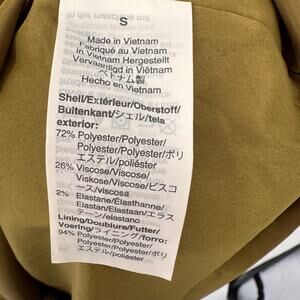 S
Made in Vietnam
Fabriqué au Vietnam
In Vietnam Hergestellt
Vervaardigd in Viëtnam
ベトナム製
Hecho en Vietnam
Shell/Extérieur/Oberstoff/
Buitenkant/シェル/tela
exterior:
72% Polyester/Polyester/
Polyester/Polyester/ポリ
エステル/poliéster
26% Viscose/Viscose/
Viskose/Viscose/ビスコ
ース/viscosa
2% Elastane/Élasthanne/
Elastan/Elastaan/エラス
テーン/elastano
Lining/Doublure/Futter/
Voering/ライニング/forro:
94% Polyester/Polyester/
Polyester/Polyester/ポリ
エステル/poliéster